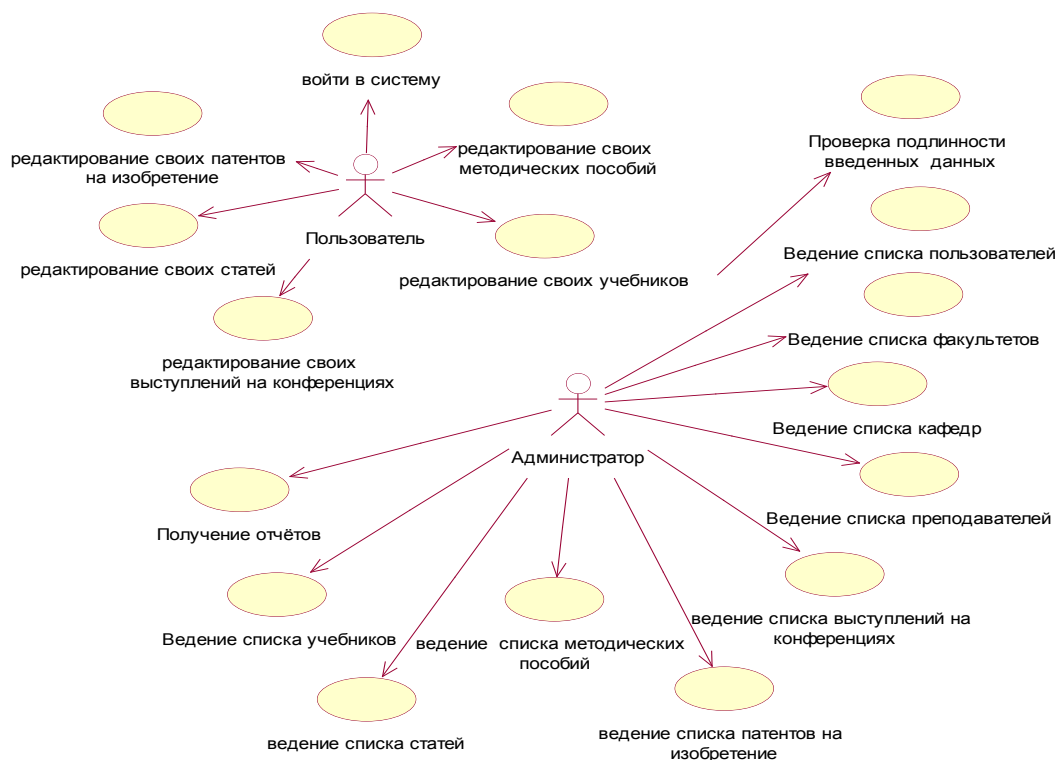 войти в систему
редактирование своих патентов
на изобретение
редактирование своих
методических пособий
Проверка подлинности
введенных данных
Пользователь
редактирование своих статей
редактирование своих учебников
Ведение списка пользователей
редактирование своих
выступлений на конференциях
Ведение списка факультетов
Ведение списка кафедр
Администратор
Получение отчётов
Ведение списка преподавателей
Ведение списка учебников
ведение списка методических
пособий
ведение списка выступлений на
конференциях
ведение списка статей
ведение списка патентов на
изобретение